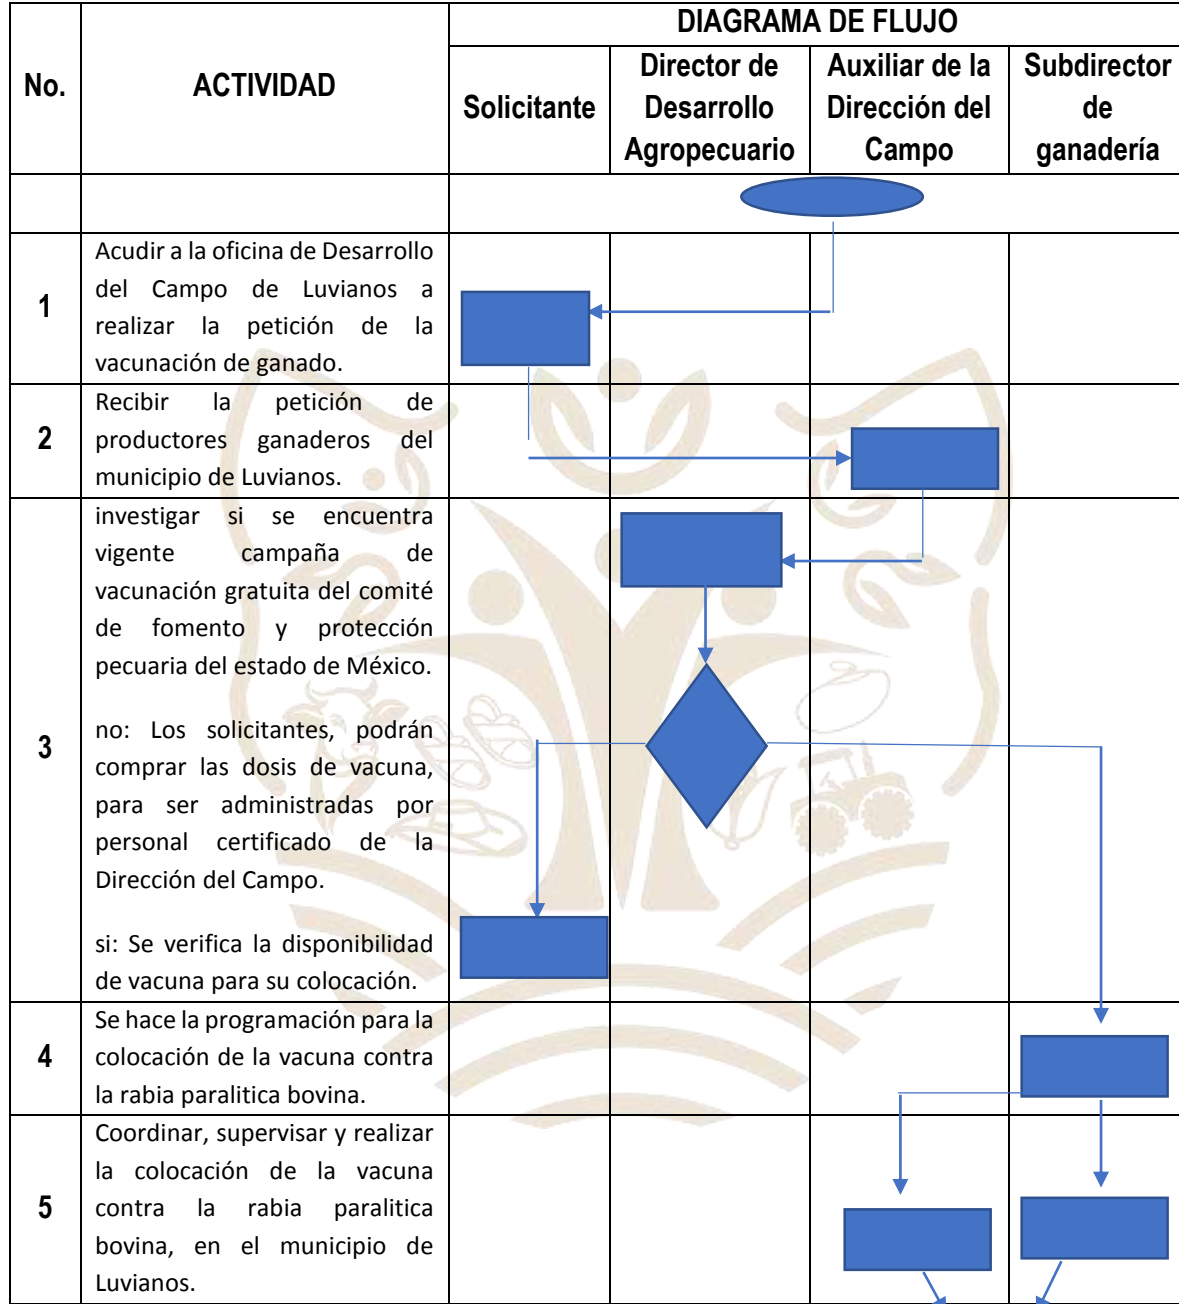 No.
ACTIVIDAD
DIAGRAMA DE FLUJO
Solicitante
Director de
Desarrollo
Agropecuario
Auxiliar de la
Dirección del
Campo
Subdirector
de
ganadería
1
Acudir a la oficina de Desarrollo
del Campo de Luvianos a
realizar la petición de la
vacunación de ganado.
2
Recibir la petición de
productores ganaderos del
municipio de Luvianos.
3
investigar si se encuentra
vigente campaña de
vacunación gratuita del comité
de fomento y protección
pecuaria del estado de México.
no: Los solicitantes, podrán
comprar las dosis de vacuna,
para ser administradas por
personal certificado de la
Dirección del Campo.
si: Se verifica la disponibilidad
de vacuna para su colocación.
4
Se hace la programación para la
colocación de la vacuna contra
la rabia paralitica bovina.
5
Coordinar, supervisar y realizar
la colocación de la vacuna
contra la rabia paralitica
bovina, en el municipio de
Luvianos.